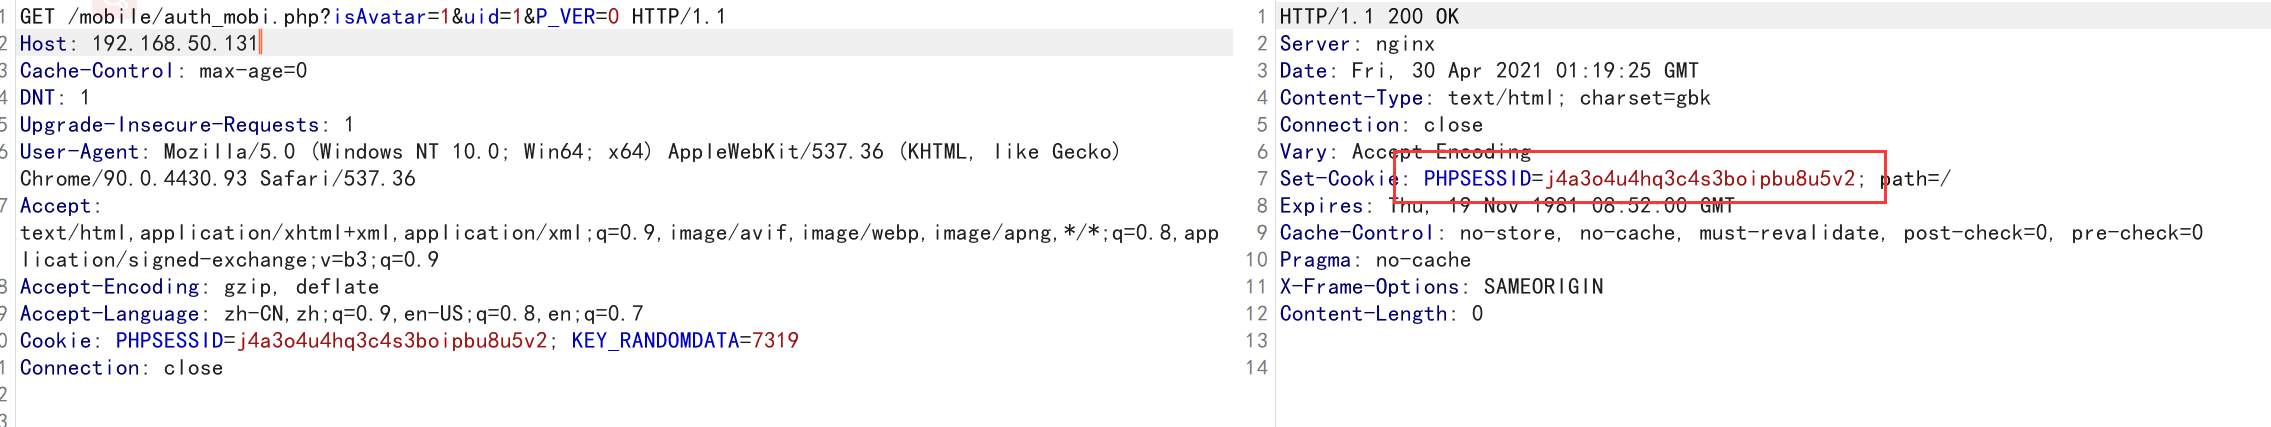 1 GET /mobile/auth_mobi.php?isAvatar=1&uid=1&P_VER=0 HTTP/1.1
2 Host: 192.168.50.131
3 Cache-Control: max-age=0
4 DNT: 1
5 Upgrade-Insecure-Requests: 1
6 User-Agent: Mozilla/5.0 (Windows NT 10.0; Win64; x64) AppleWebKit/537.36 (KHTML, like Gecko)
Chrome/90.0.4430.93 Safari/537.36
7 Accept:
text/html,application/xhtml+xml,application/xml;q=0.9,image/avif,image/webp,image/apng,*/*;q=0.8,app
lication/signed-exchange;v=b3;q=0.9
8 Accept-Encoding: gzip, deflate
9 Accept-Language: zh-CN,zh;q=0.9,en-US;q=0.8,en;q=0.7
0 Cookie: PHPSESSID=j4a3o4u4hq3c4s3boipbu8u5v2; KEY_RANDOMDATA=7319
1 Connection: close
2
3
1 HTTP/1.1 200 OK
2 Server: nginx
3 Date: Fri, 30 Apr 2021 01:19:25 GMT
4 Content-Type: text/html; charset=gbk
5 Connection: close
6 Vary: Accept-Encoding
7 Set-Cookie: PHPSESSID=j4a3o4u4hq3c4s3boipbu8u5v2; path=/
8 Expires: Thu, 19 Nov 1981 08:52:00 GMT
9 Cache-Control: no-store, no-cache, must-revalidate, post-check=0, pre-check=0
10 Pragma: no-cache
11 X-Frame-Options: SAMEORIGIN
12 Content-Length: 0
13
14